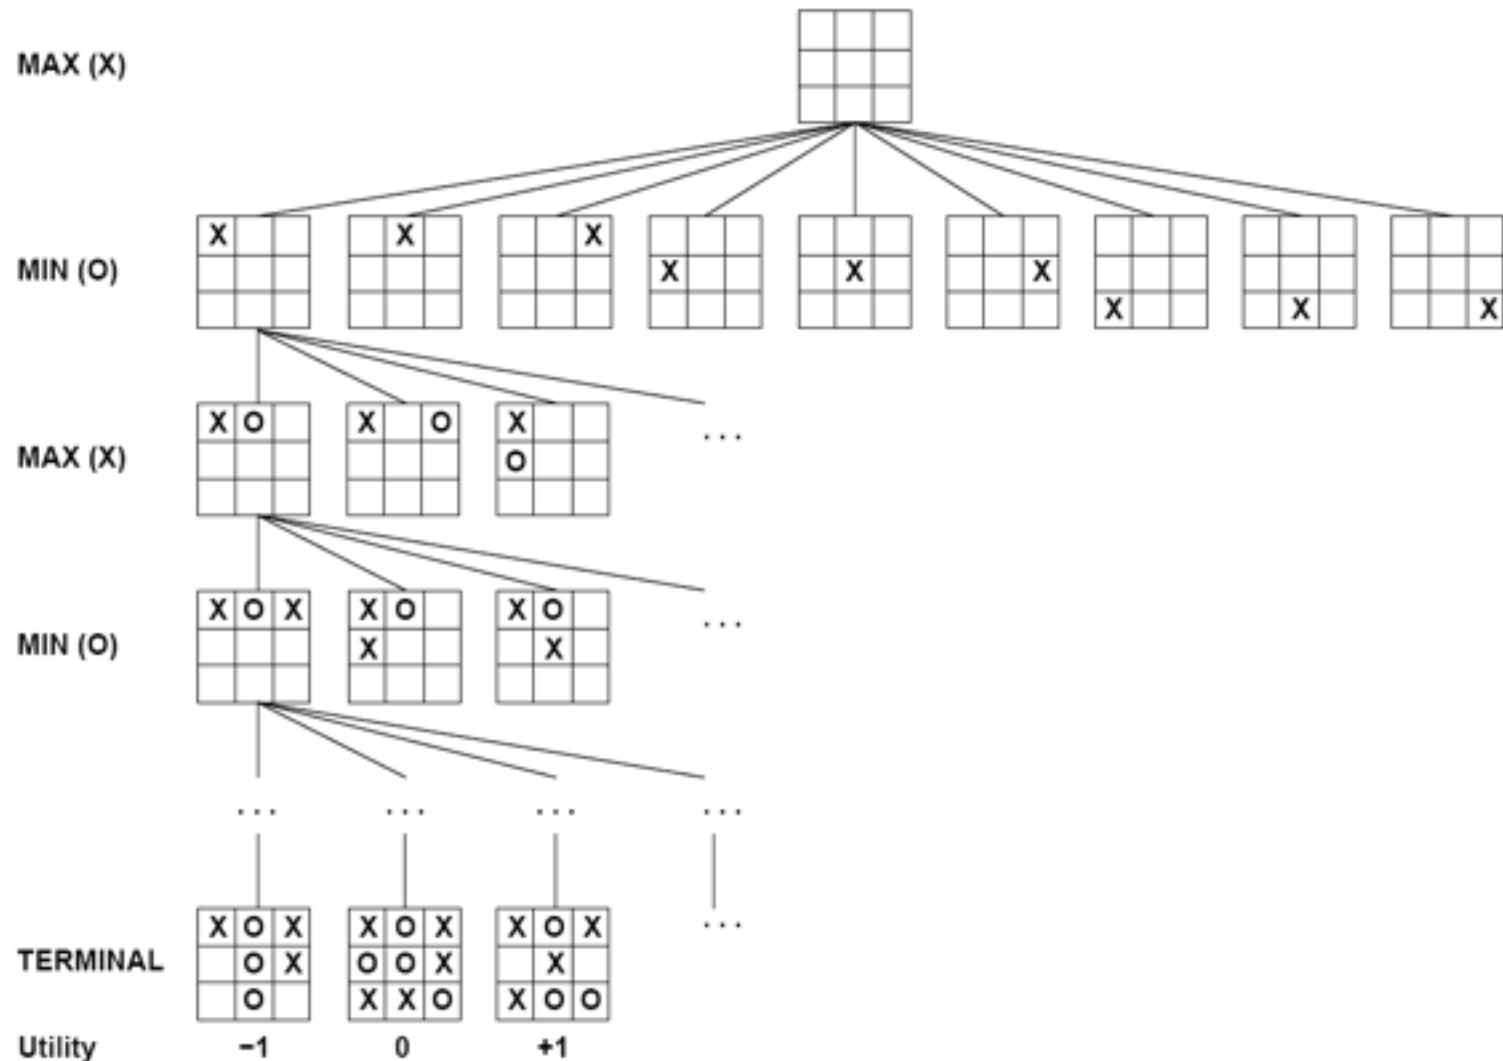 MAX (X)
X X X X X X X X X
MIN (O)
X O X O X
MAX (X) O ...
X O X X O X O
MIN (O) X X ...
... ... ... ...
X O X X O X X O X ...
TERMINAL O X O O X X
O X X O X O O
Utility −1 0 +1